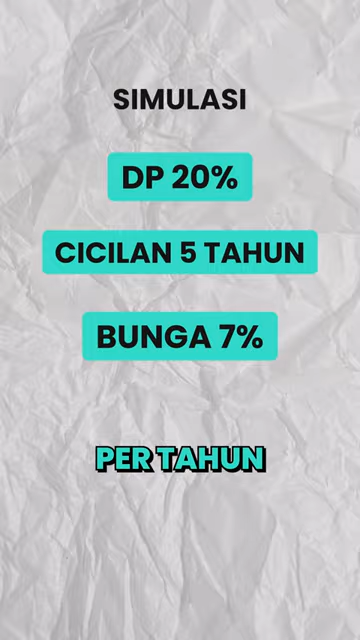 SIMULASI
DP 20%
CICILAN 5 TAHUN
BUNGA 7%
PER TAHUN